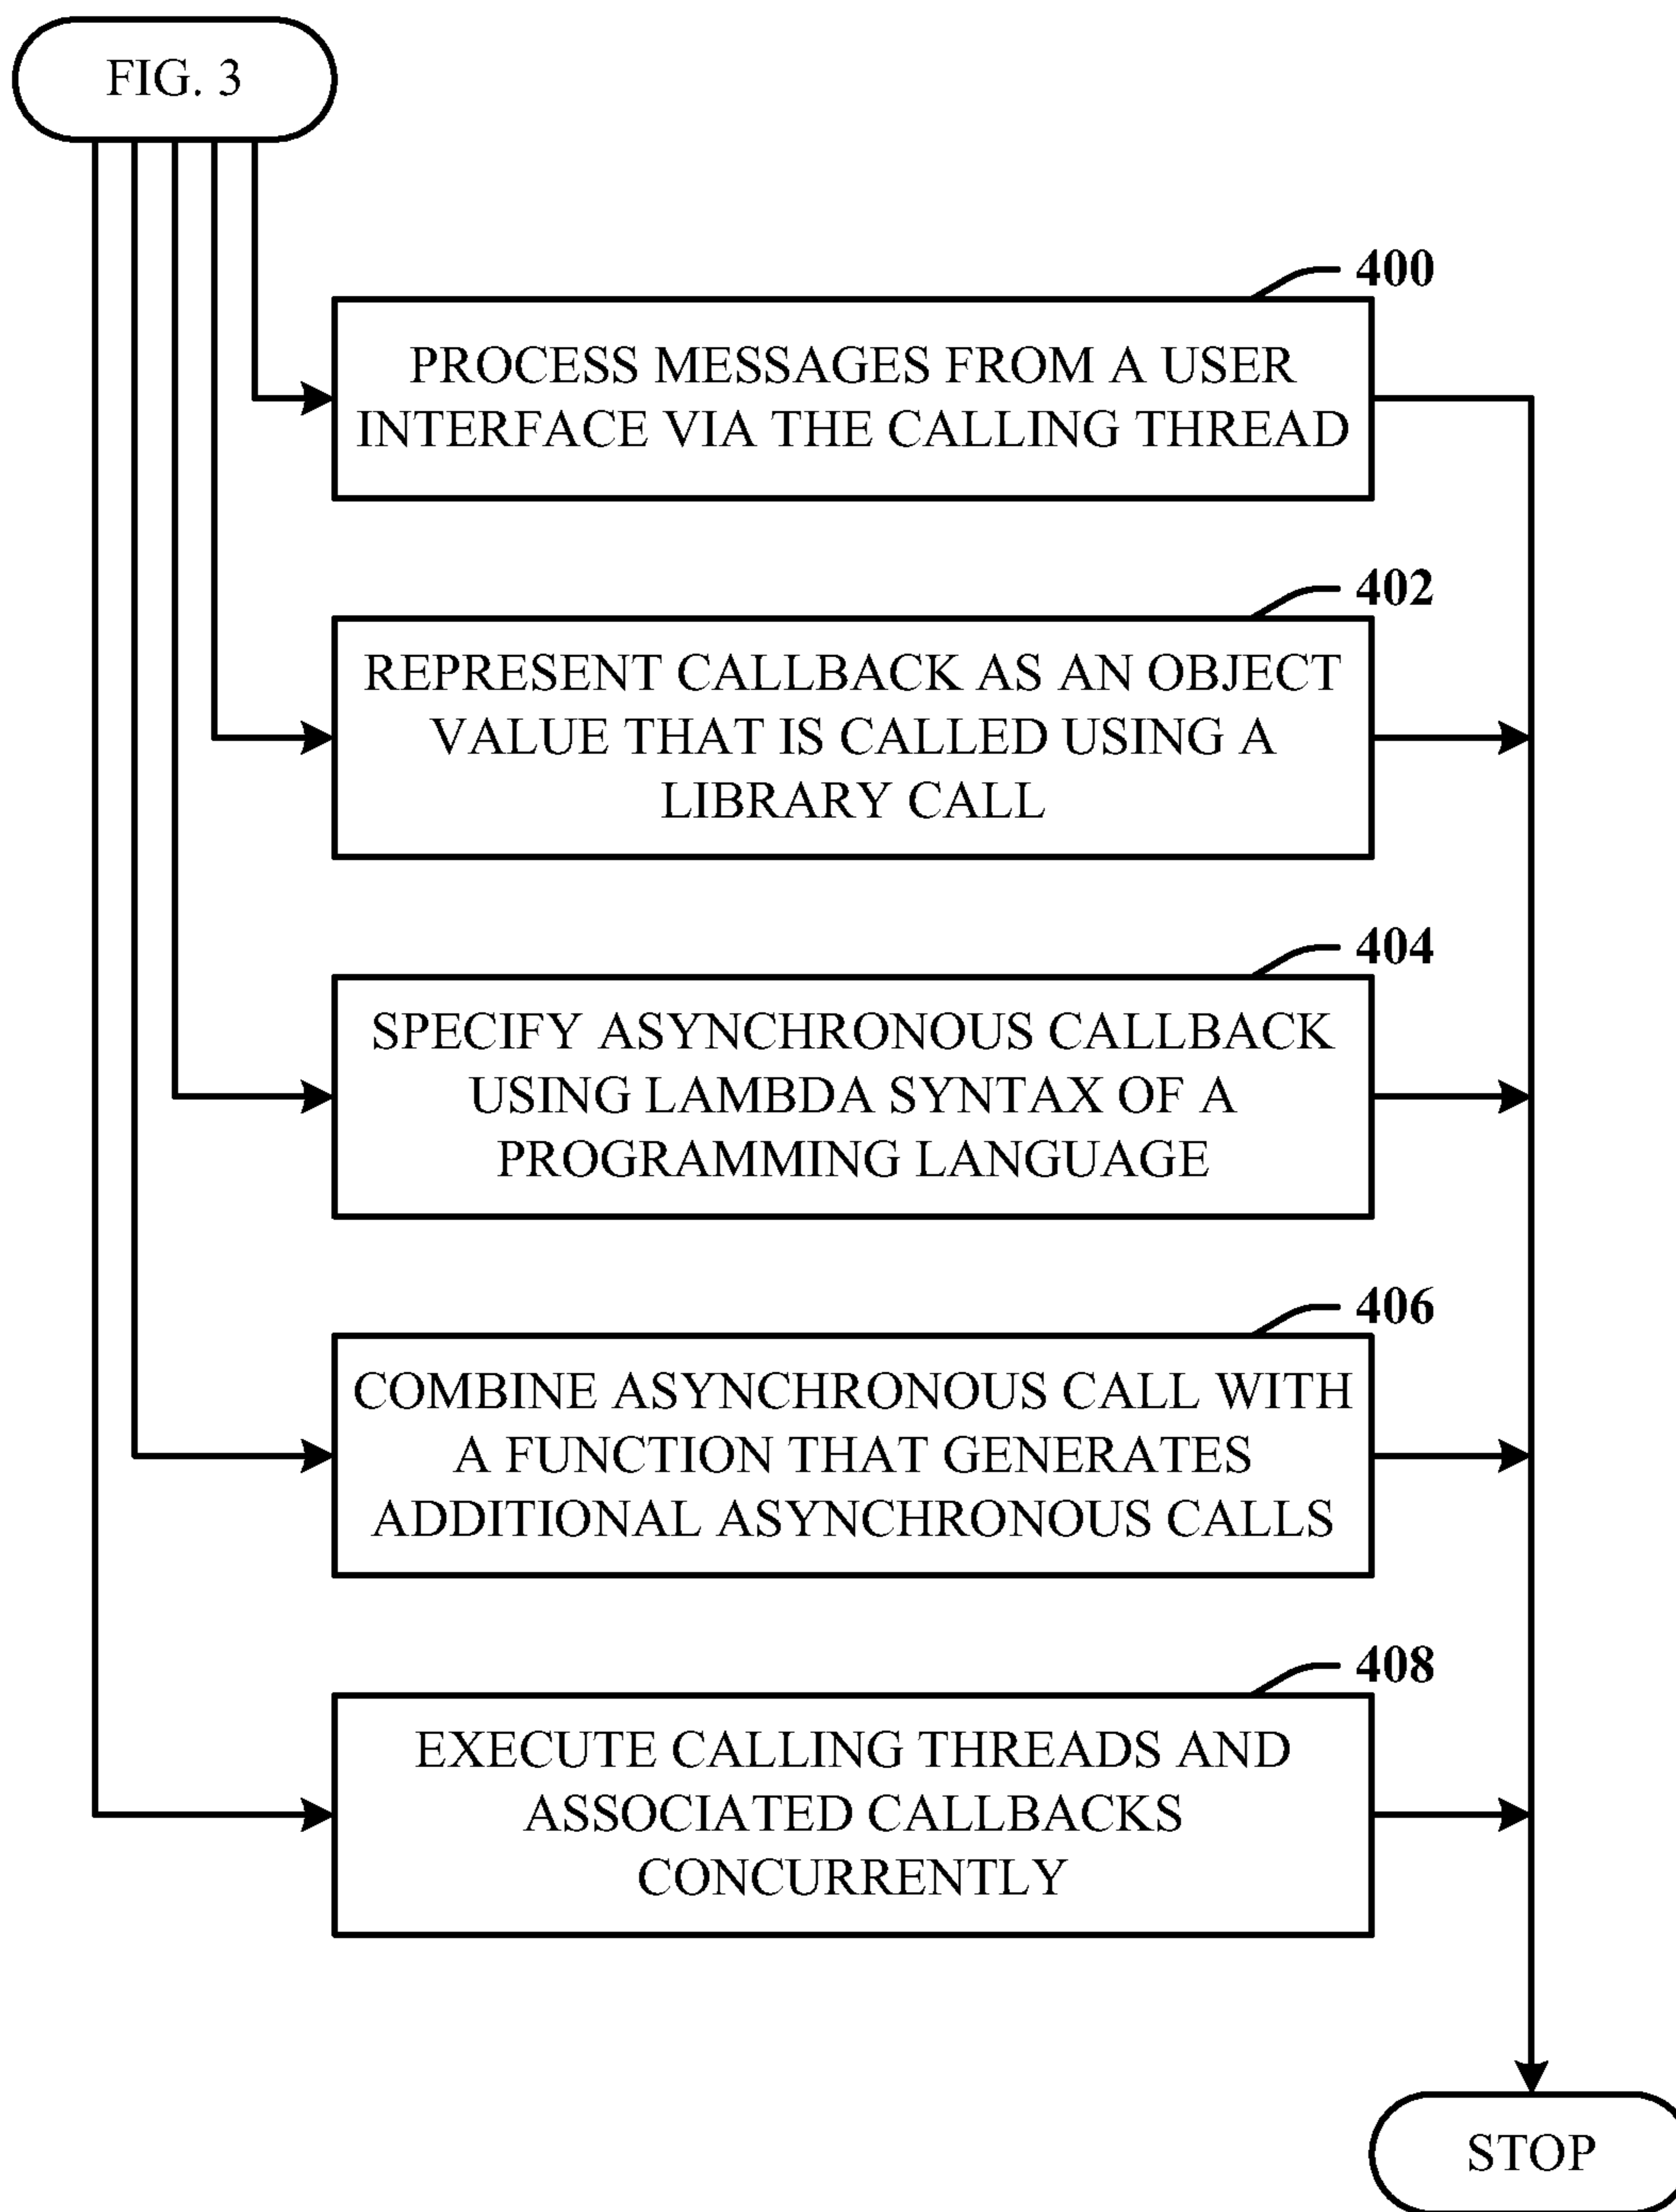 FIG. 3
400
PROCESS MESSAGES FROM A USER
INTERFACE VIA THE CALLING THREAD
402
REPRESENT CALLBACK AS AN OBJECT
VALUE THAT IS CALLED USING A
LIBRARY CALL
404
SPECIFY ASYNCHRONOUS CALLBACK
USING LAMBDA SYNTAX OF A
PROGRAMMING LANGUAGE
406
COMBINE ASYNCHRONOUS CALL WITH
A FUNCTION THAT GENERATES
ADDITIONAL ASYNCHRONOUS CALLS
408
EXECUTE CALLING THREADS AND
ASSOCIATED CALLBACKS
CONCURRENTLY
STOP